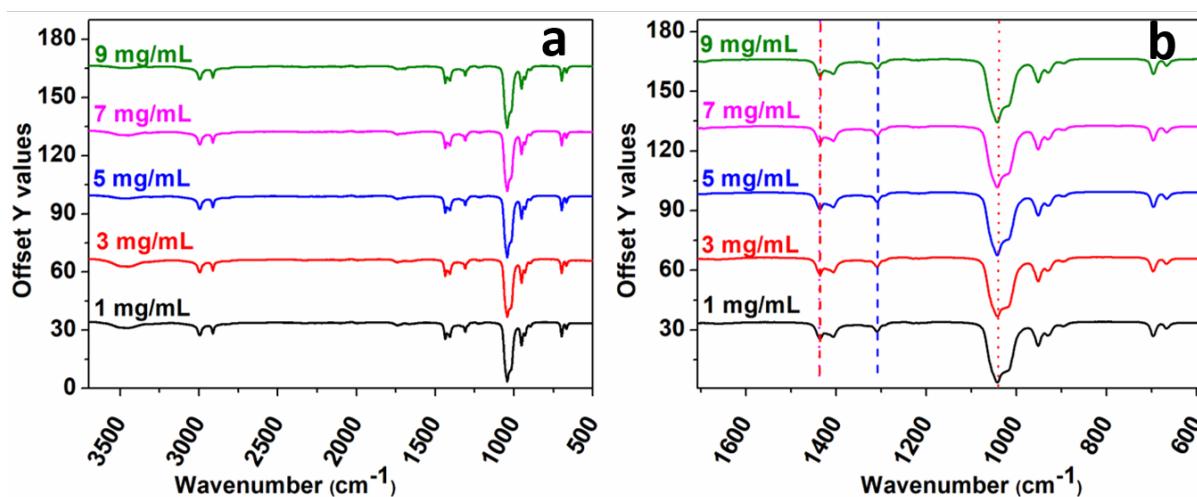 a
180
150
120
90
60
30
0
Offset Y values
9 mg/mL
7 mg/mL
5 mg/mL
3 mg/mL
1 mg/mL
3500 3000 2500 2000 1500 1000 500
Wavenumber (cm-1)
b
180
150
120
90
60
30
Offset Y values
9 mg/mL
7 mg/mL
5 mg/mL
3 mg/mL
1 mg/mL
1600 1400 1200 1000 800 600
Wavenumber (cm-1)